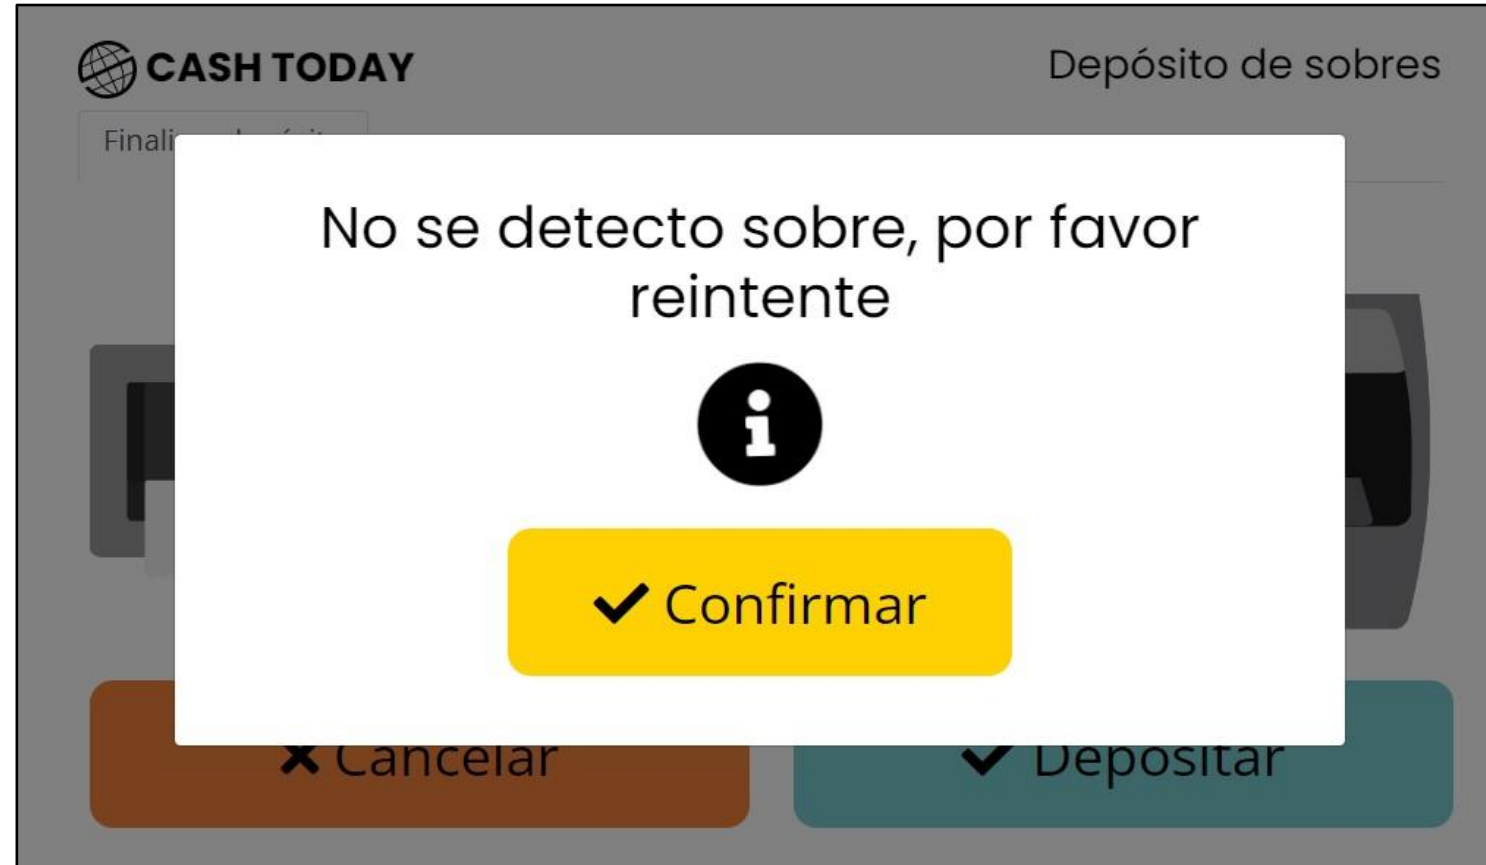 CASH TODAY
Depósito de sobres
No se detecto sobre, por favor
reintente
Confirmar
Cancelar
Depositar